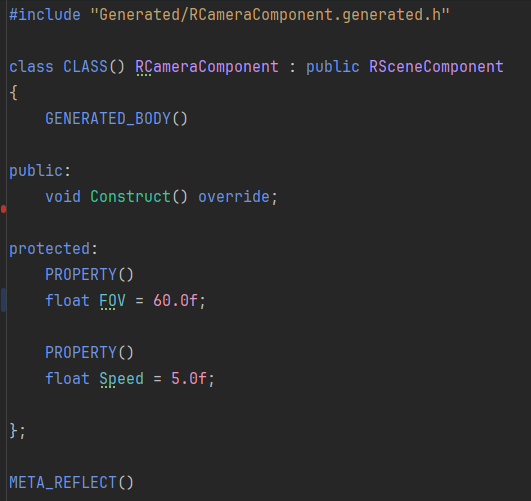 #include "Generated/RCameraComponent.generated.h"
class CLASS() RCameraComponent : public RSceneComponent
{
GENERATED_BODY()
public:
void Construct() override;
protected:
PROPERTY()
float FOV = 60.0f;
PROPERTY()
float Speed = 5.0f;
};
META_REFLECT()